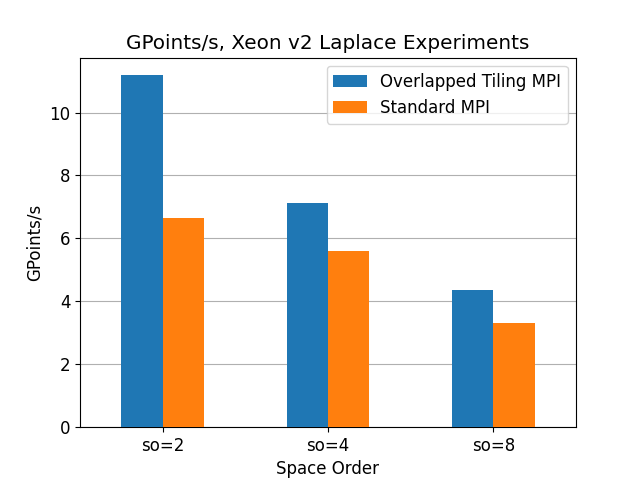 GPoints/s, Xeon v2 Laplace Experiments
Overlapped Tiling MPI
Standard MPI
GPoints/s
10
8
6
4
2
0
so=2
so=4
so=8
Space Order